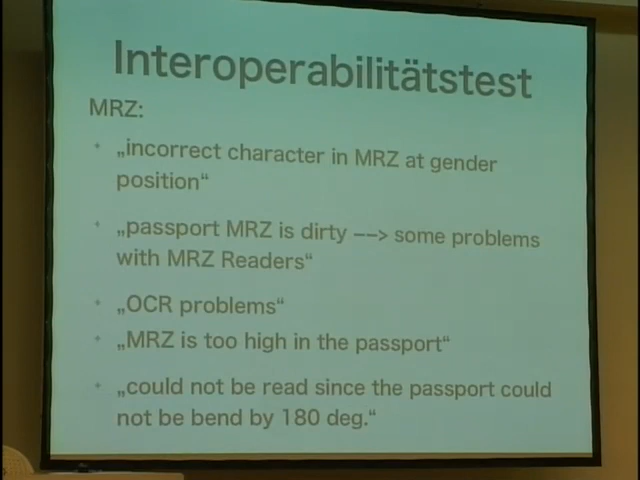 Interoperabilitätstest
MRZ:
• „incorrect character in MRZ at gender
position“
• „passport MRZ is dirty --> some problems
with MRZ Readers“
• „OCR problems“
• „MRZ is too high in the passport“
• „could not be read since the passport could
not be bend by 180 deg.“